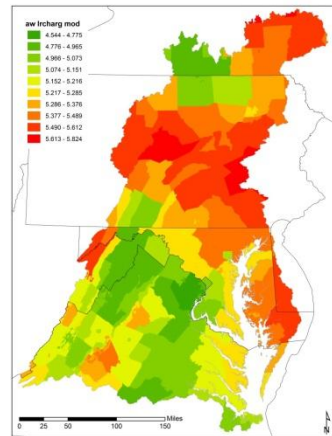 aw lrcharg mod
4.544 - 4.775
4.776 - 4.965
4.966 - 5.073
5.074 - 5.151
5.152 - 5.216
5.217 - 5.285
5.286 - 5.376
5.377 - 5.489
5.490 - 5.612
5.613 - 5.824
0 25 50 100 150
Miles
N